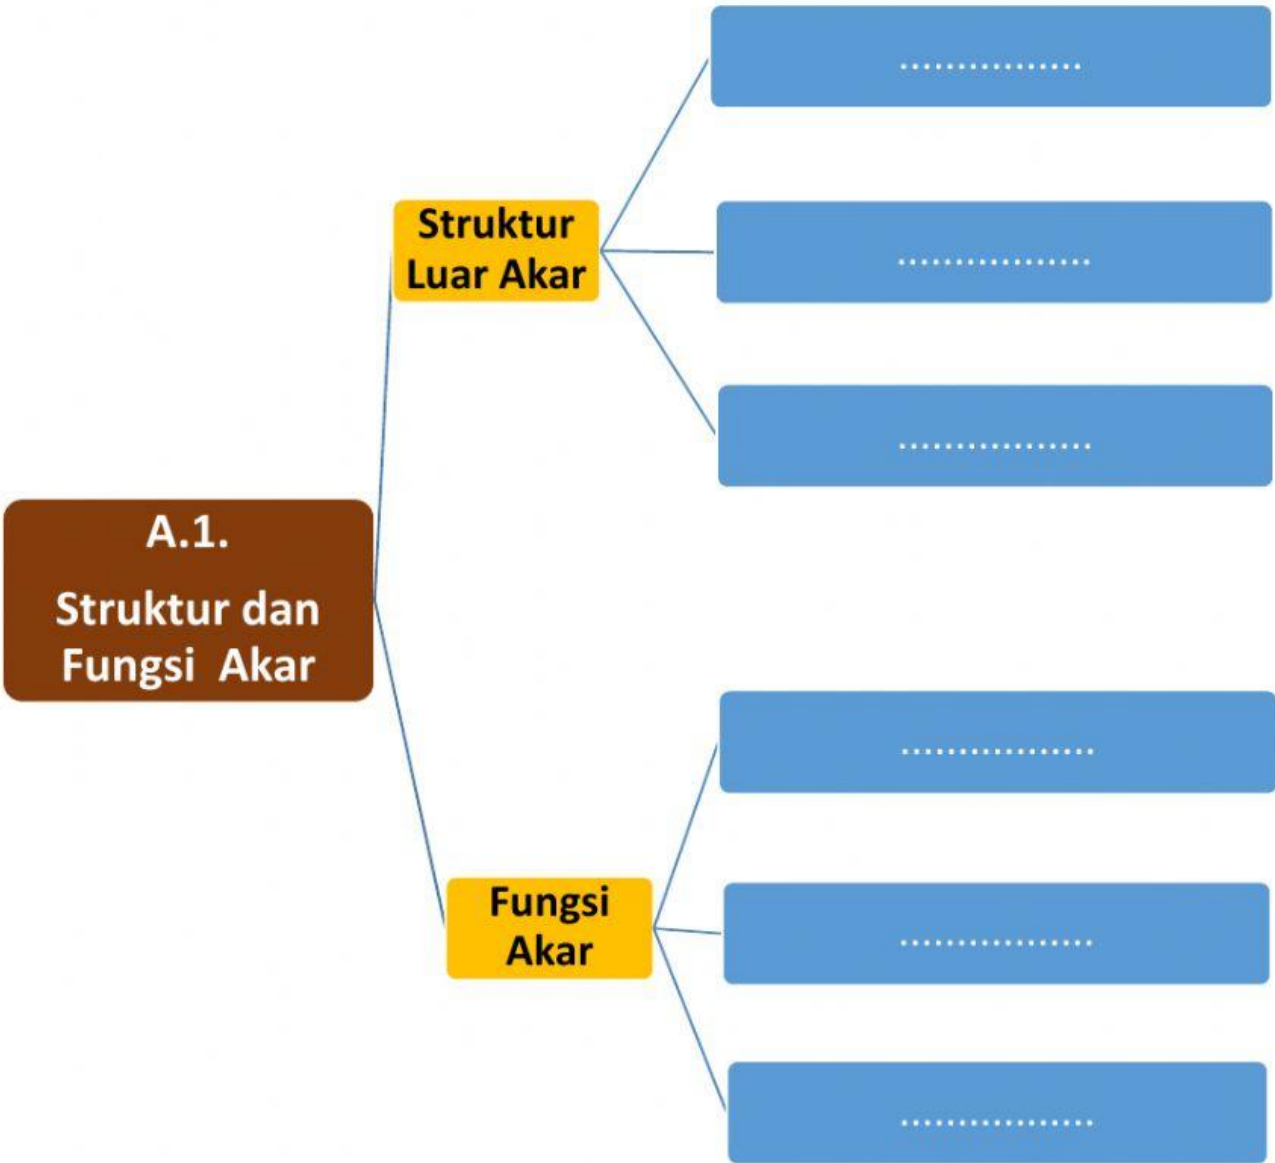 A.1.
Struktur dan
Fungsi Akar
Struktur
Luar Akar
................
.................
.................
Fungsi
Akar
.................
.................
.................